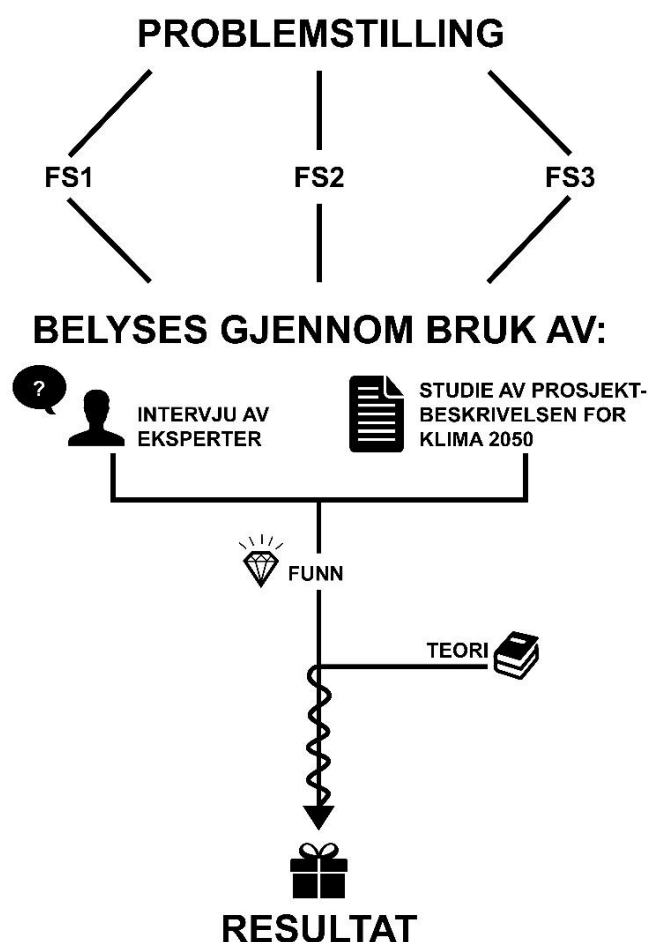 PROBLEMSTILLING
FS1
FS2
FS3
BELYSES GJENNOM BRUK AV:
?
INTERVJU AV
EKSPERTER
STUDIE AV PROSJEKT-
BESKRIVELSEN FOR
KLIMA 2050
FUNN
TEORI
RESULTAT